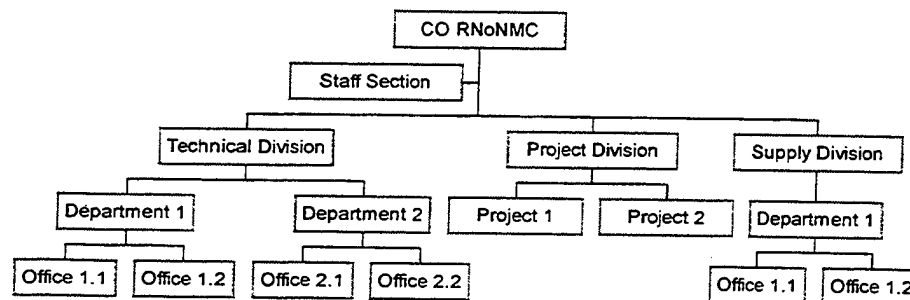 CO RNoNMC
Staff Section
Technical Division
Project Division
Supply Division
Department 1
Department 2
Project 1
Project 2
Department 1
Office 1.1
Office 1.2
Office 2.1
Office 2.2
Office 1.1
Office 1.2